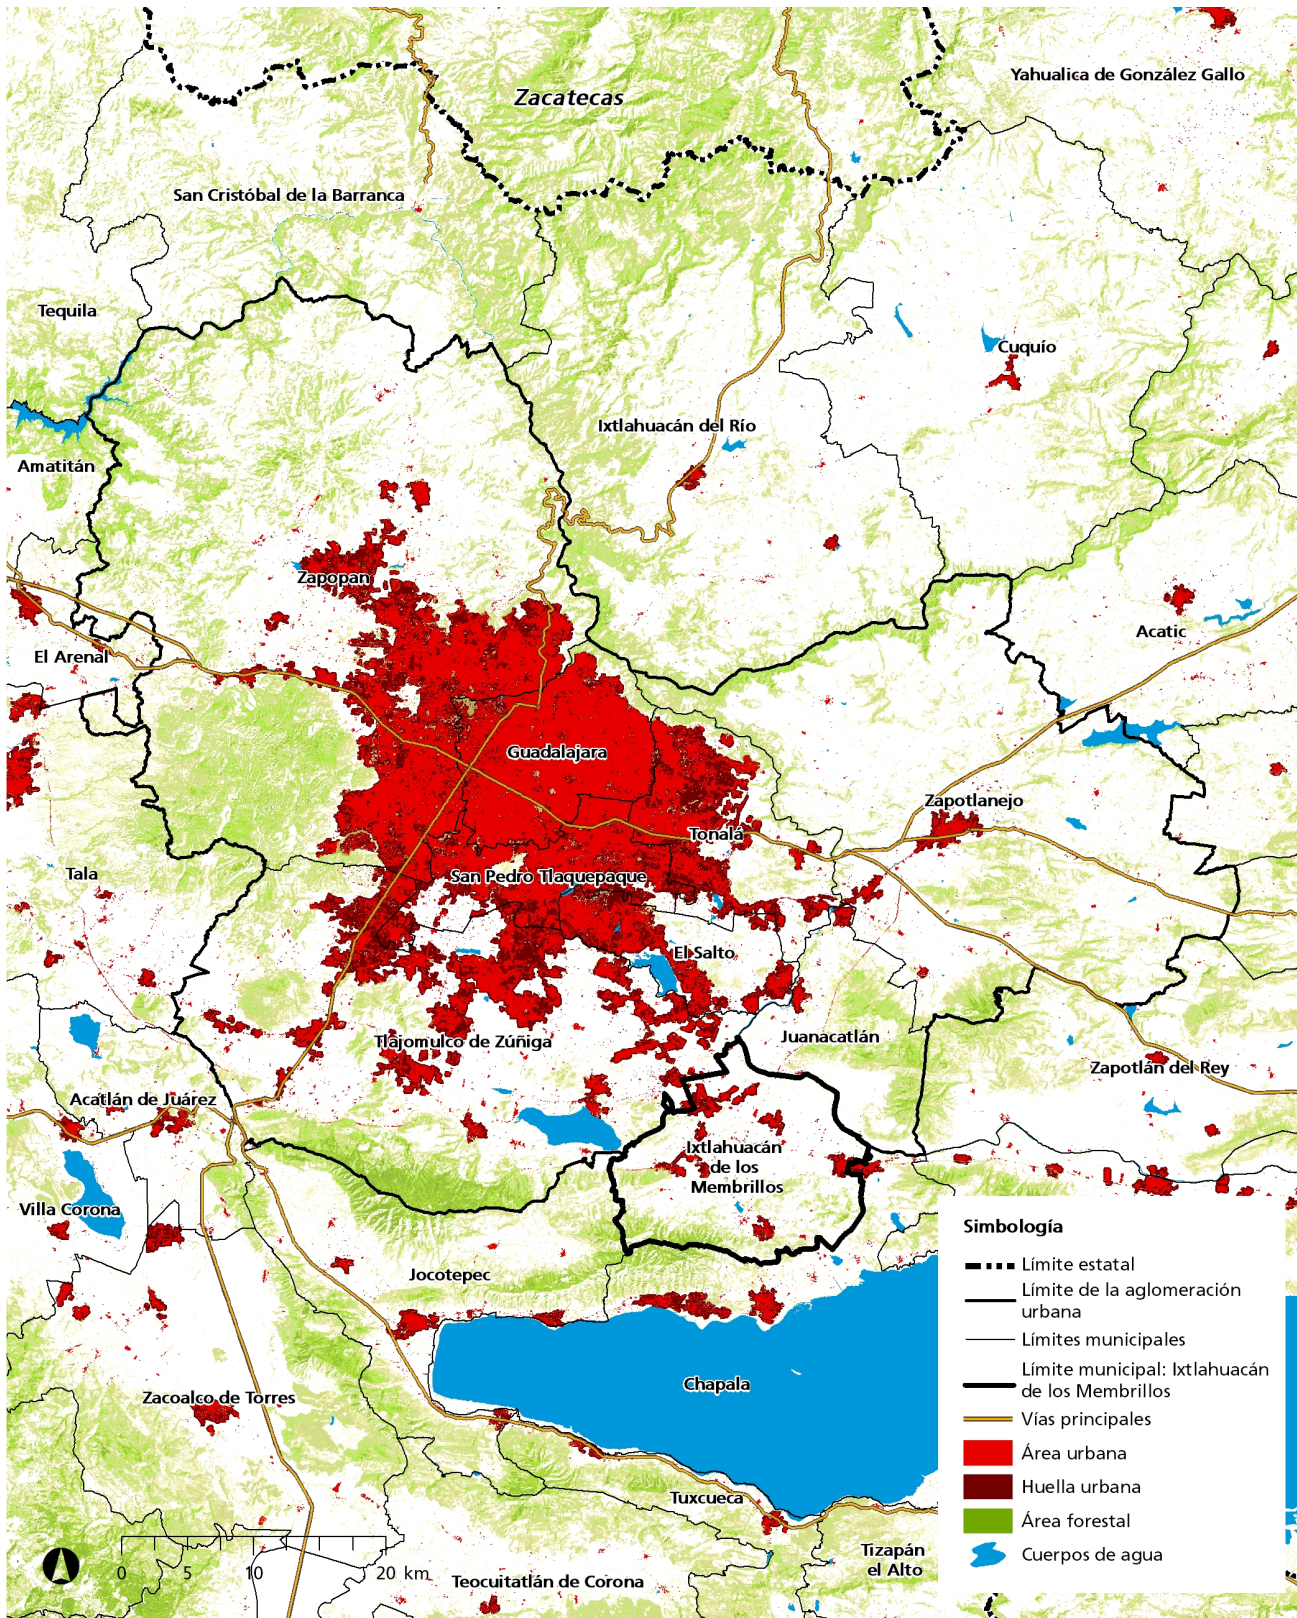 Yahualica de González Gallo
Zacatecas
San Cristóbal de la Barranca
Tequila
Cuquío
Ixtlahuacán del Río
Amatitán
Zapopan
Acatic
El Arenal
Guadalajara
Zapotlanejo
Tonalá
Tala
San Pedro Tlaquepaque
El Salto
Juanacatlán
Tlajomulco de Zúñiga
Zapotlán del Rey
Acatlán de Juárez
Ixtlahuacán
de los
Membrillos
Villa Corona
Jocotepec
Chapala
Zacoalco de Torres
Tuxcueca
Tizapán
el Alto
Teocuitatlán de Corona
0 5 10 20 km
Simbología
Límite estatal
Límite de la aglomeración
urbana
Límites municipales
Límite municipal: Ixtlahuacán
de los Membrillos
Vías principales
Área urbana
Huella urbana
Área forestal
Cuerpos de agua